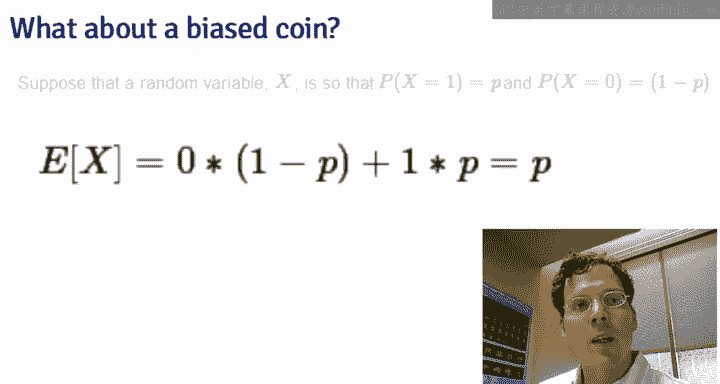 What about a biased coin?
Suppose that a random variable, X, is so that P(X = 1) = p and P(X = 0) = (1 − p)
E[X] = 0 ∗ (1 − p) + 1 ∗ p = p